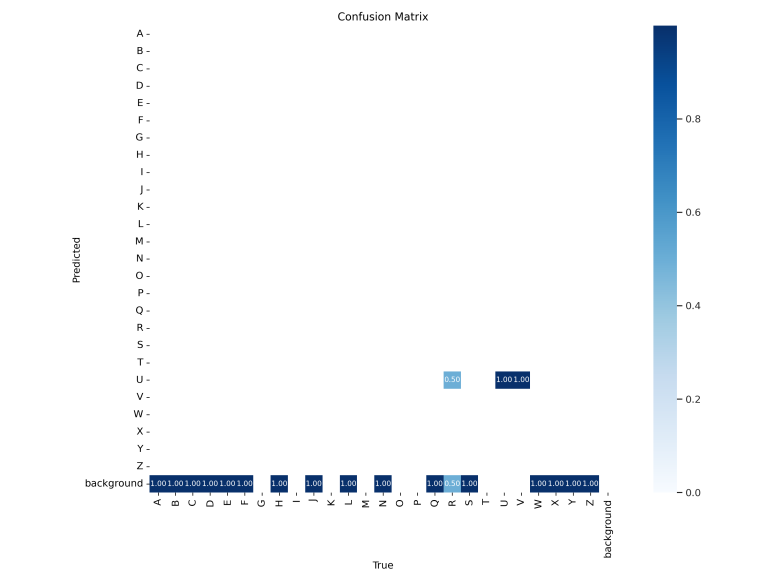 Confusion Matrix
A
B
C
D
E
F
G
H
I
J
K
L
M
N
O
P
Q
R
S
T
U 0.50 1.00 1.00
V
W
X
Y
Z
background 1.00 1.00 1.00 1.00 1.00 1.00 1.00 1.00 1.00 1.00 1.00 0.50 1.00 1.00 1.00 1.00 1.00
A B C D E F G H I J K L M N O P Q R S T U V W X Y Z background
True
Predicted
0.8
0.6
0.4
0.2
0.0